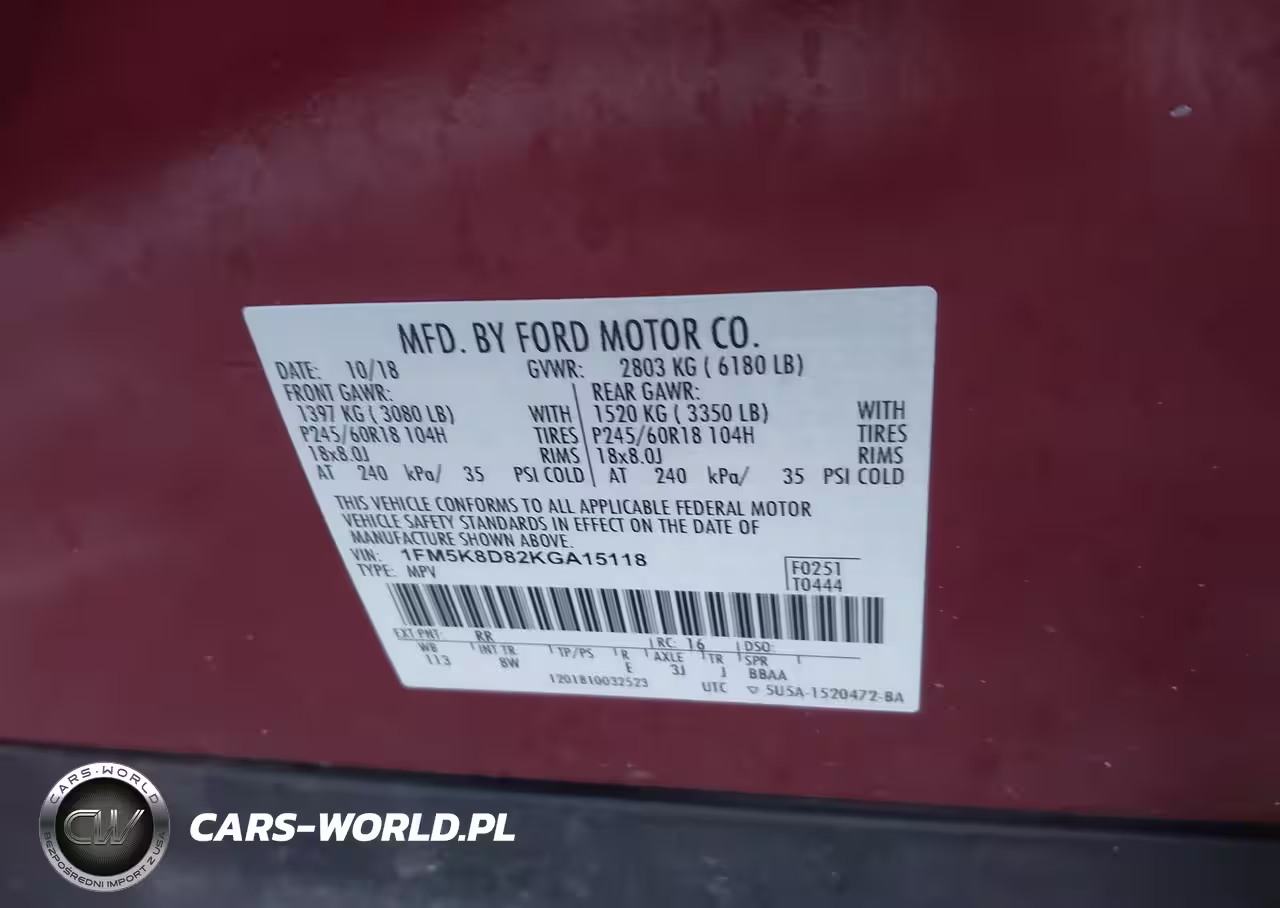 MFD. BY FORD MOTOR CO.
DATE: 10/18 GVWR: 2803 KG ( 6180 LB)
FRONT GAWR: REAR GAWR:
1397 KG ( 3080 LB) WITH 1520 KG ( 3350 LB) WITH
P245/60R18 104H TIRES P245/60R18 104H TIRES
18x8.0J RIMS 18x8.0J RIMS
AT 240 kPa/ 35 PSI COLD AT 240 kPa/ 35 PSI COLD
THIS VEHICLE CONFORMS TO ALL APPLICABLE FEDERAL MOTOR
VEHICLE SAFETY STANDARDS IN EFFECT ON THE DATE OF
MANUFACTURE SHOWN ABOVE.
VIN: 1FM5K8D82KGA15118
TYPE: MPV
F0251
T0444
EXT PNT: RR RC: 16 DSO:
WB INT TR TP/PS R AXLE TR SPR
113 8W E 3J J BBAA
1201810032523 UTC ▽ 5U5A-1520472-BA
CARS-WORLD
CW
BEZPOŚREDNI IMPORT Z USA
CARS-WORLD.PL